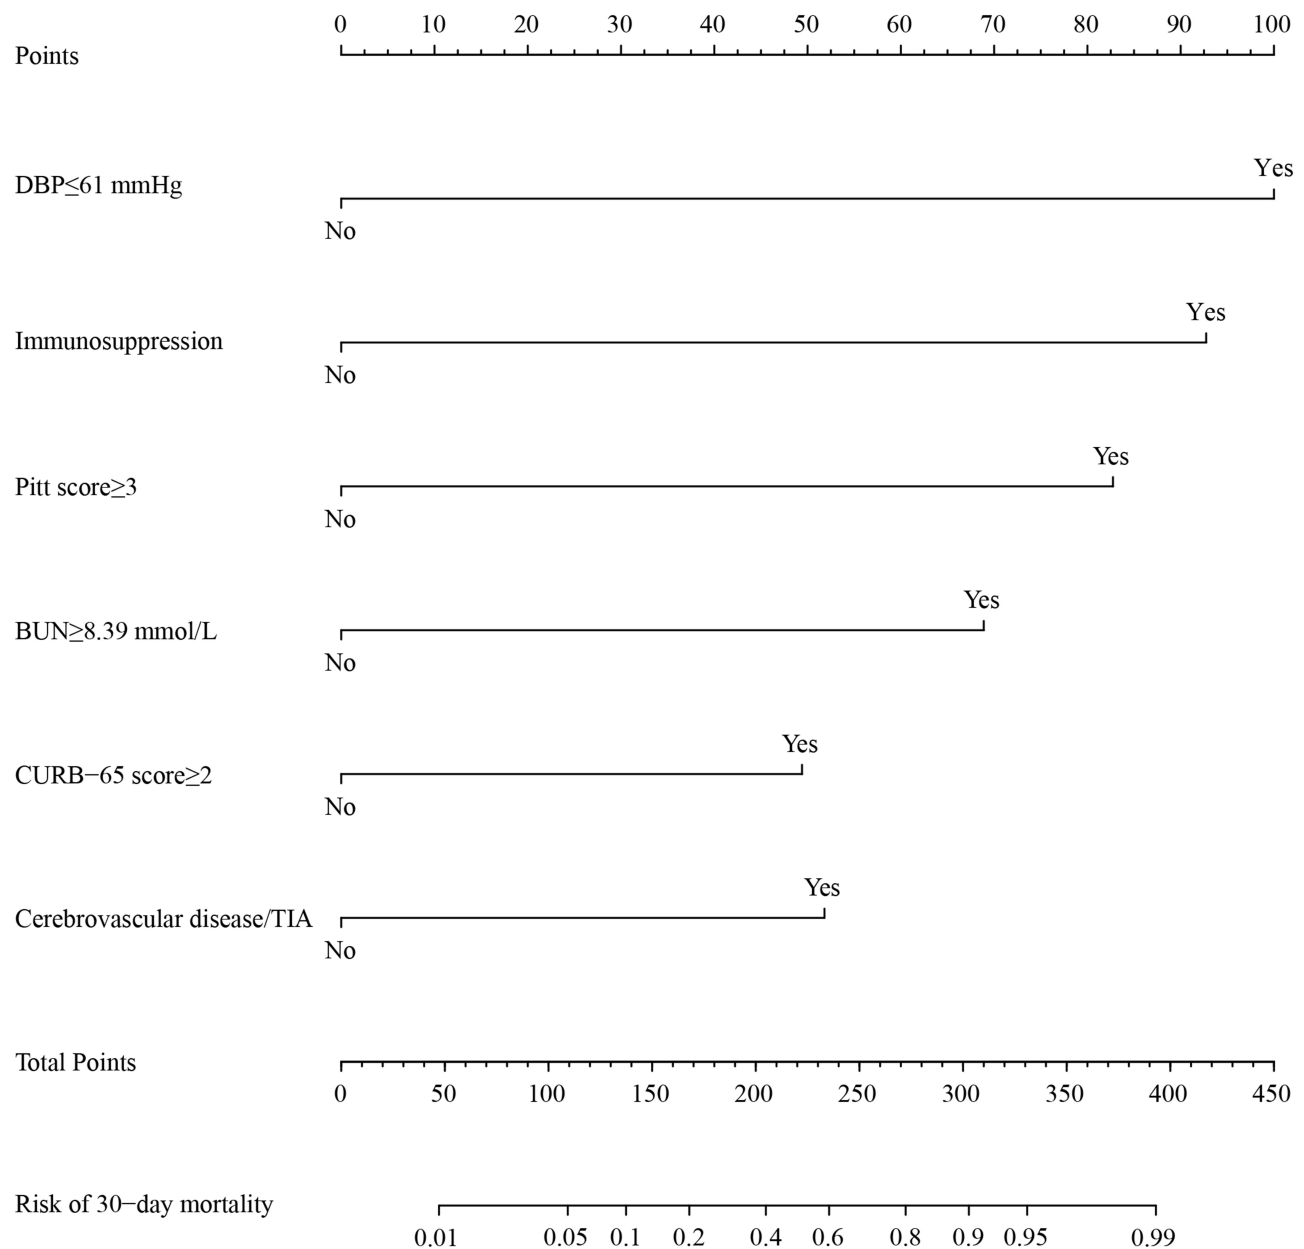 0 10 20 30 40 50 60 70 80 90 100
Points
Yes
DBP≤61 mmHg
No
Yes
Immunosuppression
No
Yes
Pitt score≥3
No
Yes
BUN≥8.39 mmol/L
No
Yes
CURB−65 score≥2
No
Yes
Cerebrovascular disease/TIA
No
Total Points
0 50 100 150 200 250 300 350 400 450
Risk of 30−day mortality
0.01 0.05 0.1 0.2 0.4 0.6 0.8 0.9 0.95 0.99